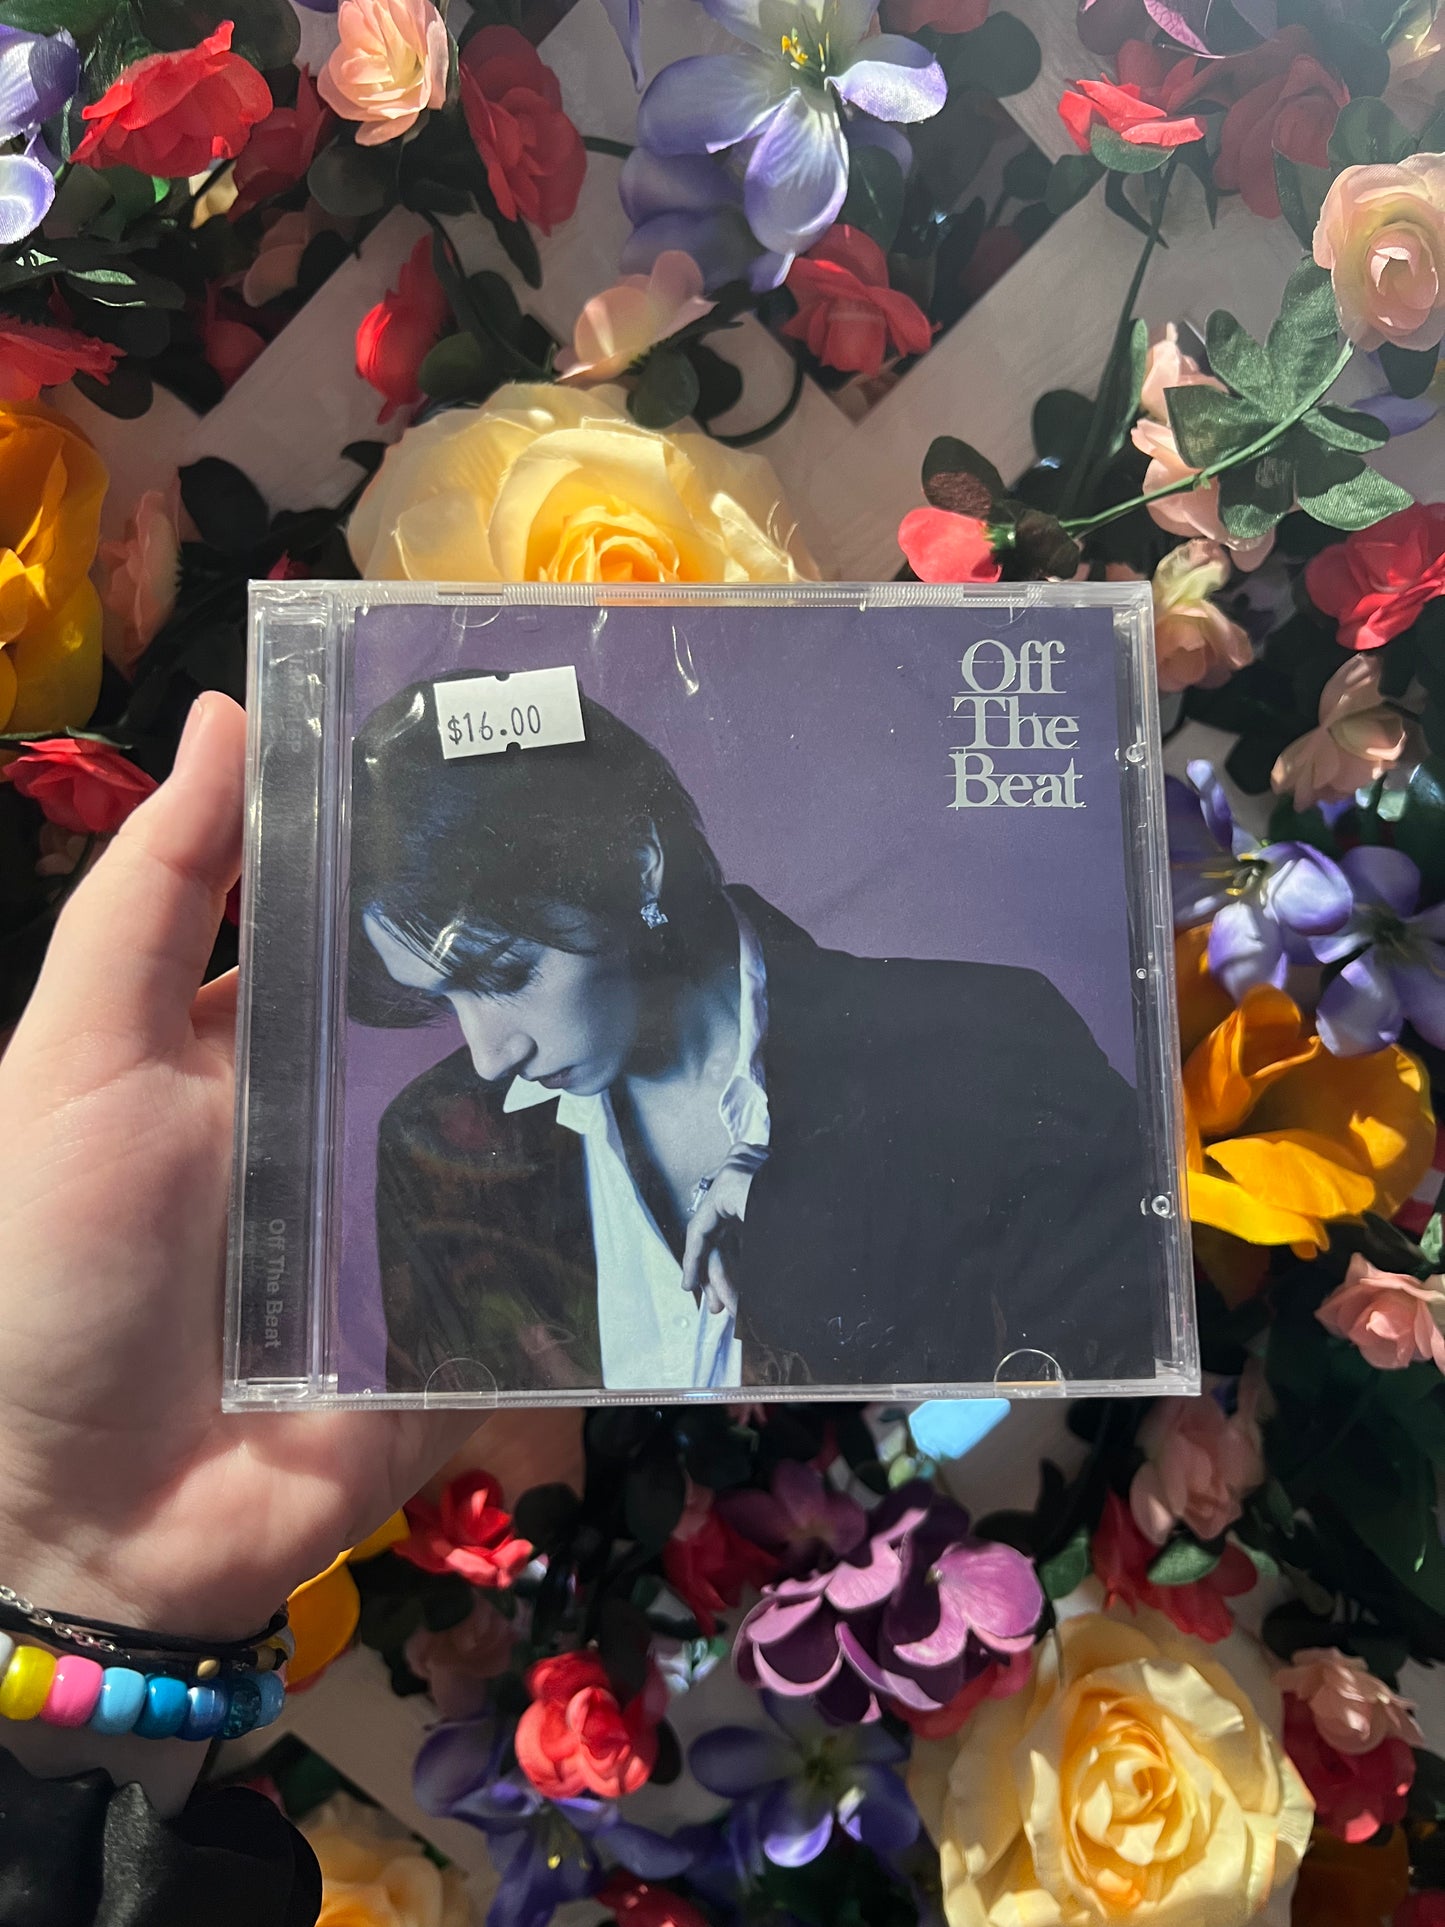 $16.00
Off
The
Beat
Off The Beat